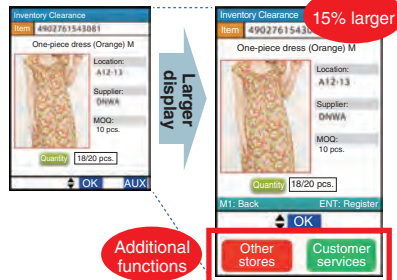 Inventory Clearance
Item 4902761543081
One-piece dress (Orange) M
Location:
A12-13
Supplier:
DNWA
MOQ:
10 pcs.
Quantity 18/20 pcs.
OK AUX
Larger
display
15% larger
Inventory Clearance
Item 49027615430
One-piece dress (Orange) M
Location:
A12-13
Supplier:
DNWA
MOQ:
10 pcs.
Quantity 18/20 pcs.
M1: Back ENT: Register
OK
Additional
functions
Other
stores
Customer
services